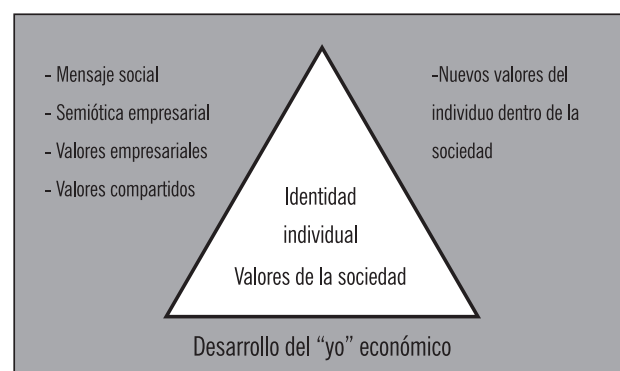 - Mensaje social
- Semiótica empresarial
- Valores empresariales
- Valores compartidos
-Nuevos valores del
individuo dentro de la
sociedad
Identidad
individual
Valores de la sociedad
Desarrollo del “yo” económico